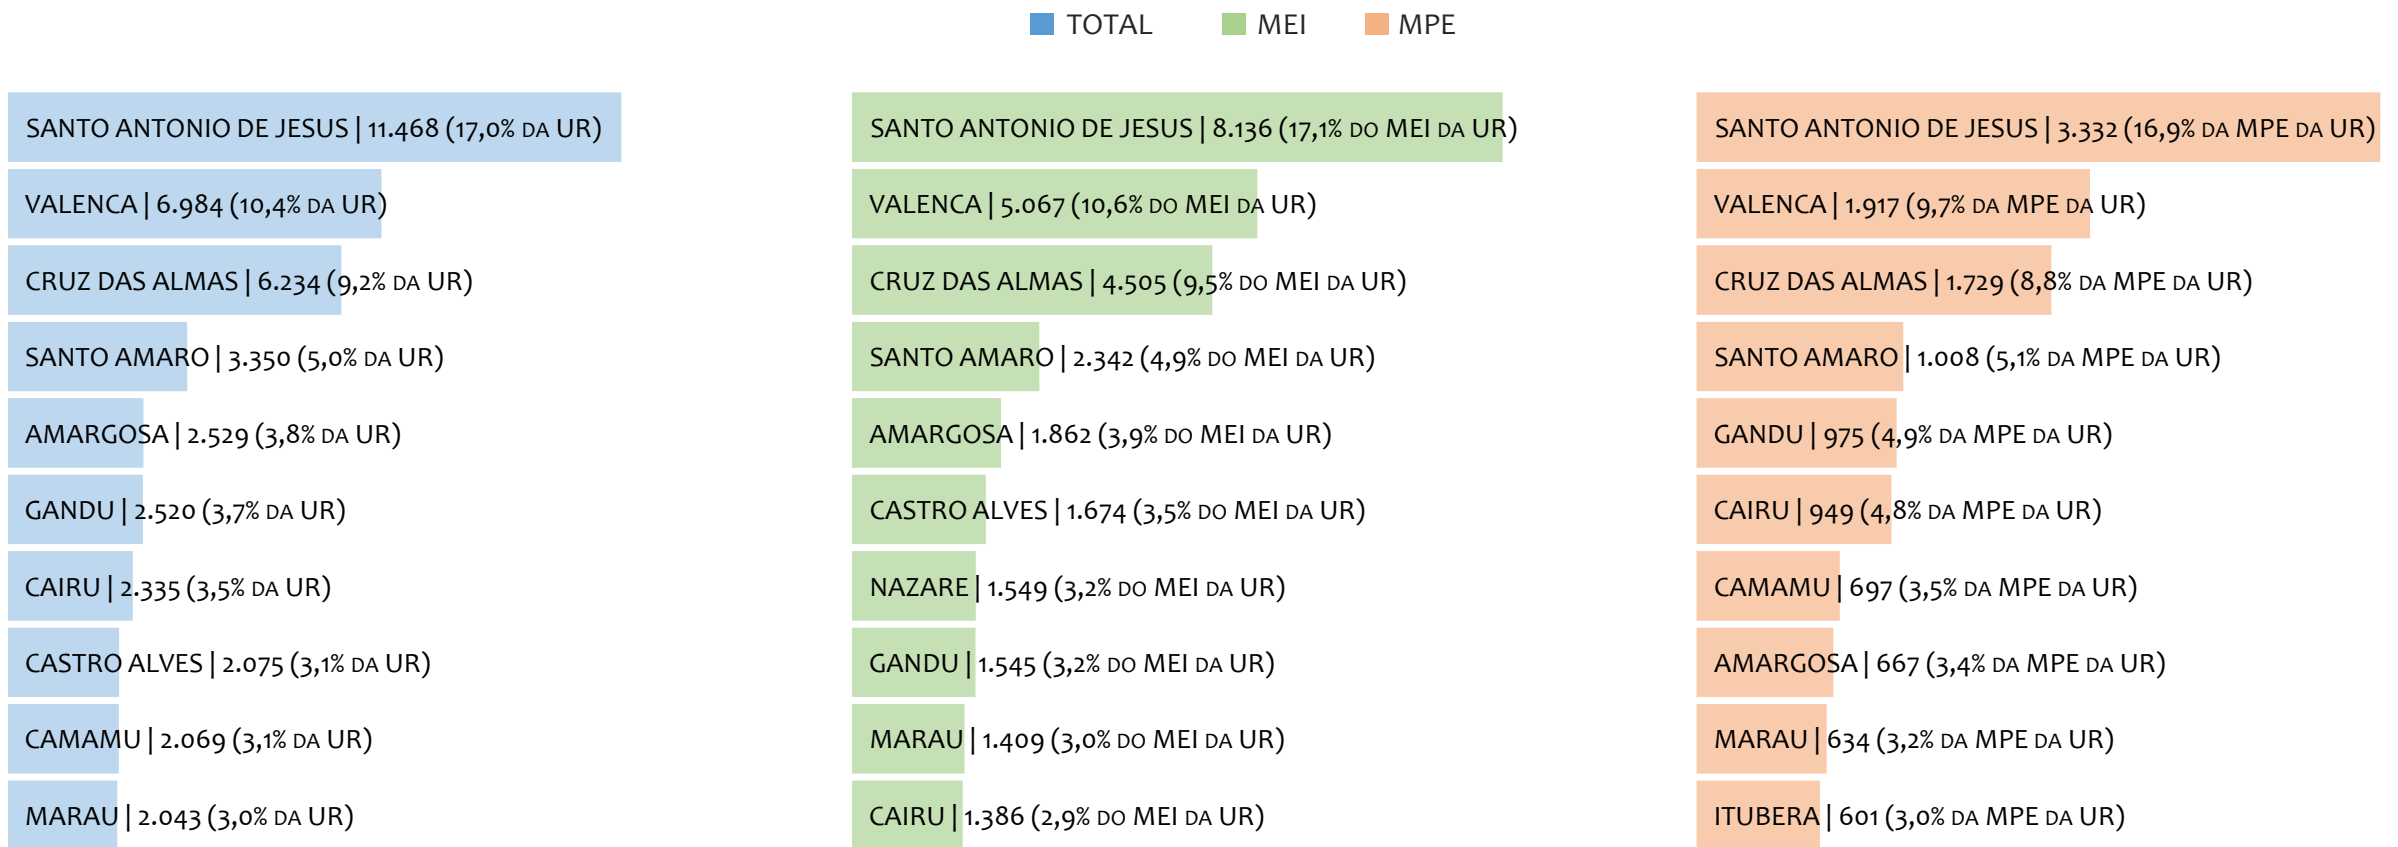 TOTAL MEI MPE
SANTO ANTONIO DE JESUS | 11.468 (17,0% DA UR)
VALENCA | 6.984 (10,4% DA UR)
CRUZ DAS ALMAS | 6.234 (9,2% DA UR)
SANTO AMARO | 3.350 (5,0% DA UR)
AMARGOSA | 2.529 (3,8% DA UR)
GANDU | 2.520 (3,7% DA UR)
CAIRU | 2.335 (3,5% DA UR)
CASTRO ALVES | 2.075 (3,1% DA UR)
CAMAMU | 2.069 (3,1% DA UR)
MARAU | 2.043 (3,0% DA UR)
SANTO ANTONIO DE JESUS | 8.136 (17,1% DO MEI DA UR)
VALENCA | 5.067 (10,6% DO MEI DA UR)
CRUZ DAS ALMAS | 4.505 (9,5% DO MEI DA UR)
SANTO AMARO | 2.342 (4,9% DO MEI DA UR)
AMARGOSA | 1.862 (3,9% DO MEI DA UR)
CASTRO ALVES | 1.674 (3,5% DO MEI DA UR)
NAZARE | 1.549 (3,2% DO MEI DA UR)
GANDU | 1.545 (3,2% DO MEI DA UR)
MARAU | 1.409 (3,0% DO MEI DA UR)
CAIRU | 1.386 (2,9% DO MEI DA UR)
SANTO ANTONIO DE JESUS | 3.332 (16,9% DA MPE DA UR)
VALENCA | 1.917 (9,7% DA MPE DA UR)
CRUZ DAS ALMAS | 1.729 (8,8% DA MPE DA UR)
SANTO AMARO | 1.008 (5,1% DA MPE DA UR)
GANDU | 975 (4,9% DA MPE DA UR)
CAIRU | 949 (4,8% DA MPE DA UR)
CAMAMU | 697 (3,5% DA MPE DA UR)
AMARGOSA | 667 (3,4% DA MPE DA UR)
MARAU | 634 (3,2% DA MPE DA UR)
ITUBERA | 601 (3,0% DA MPE DA UR)